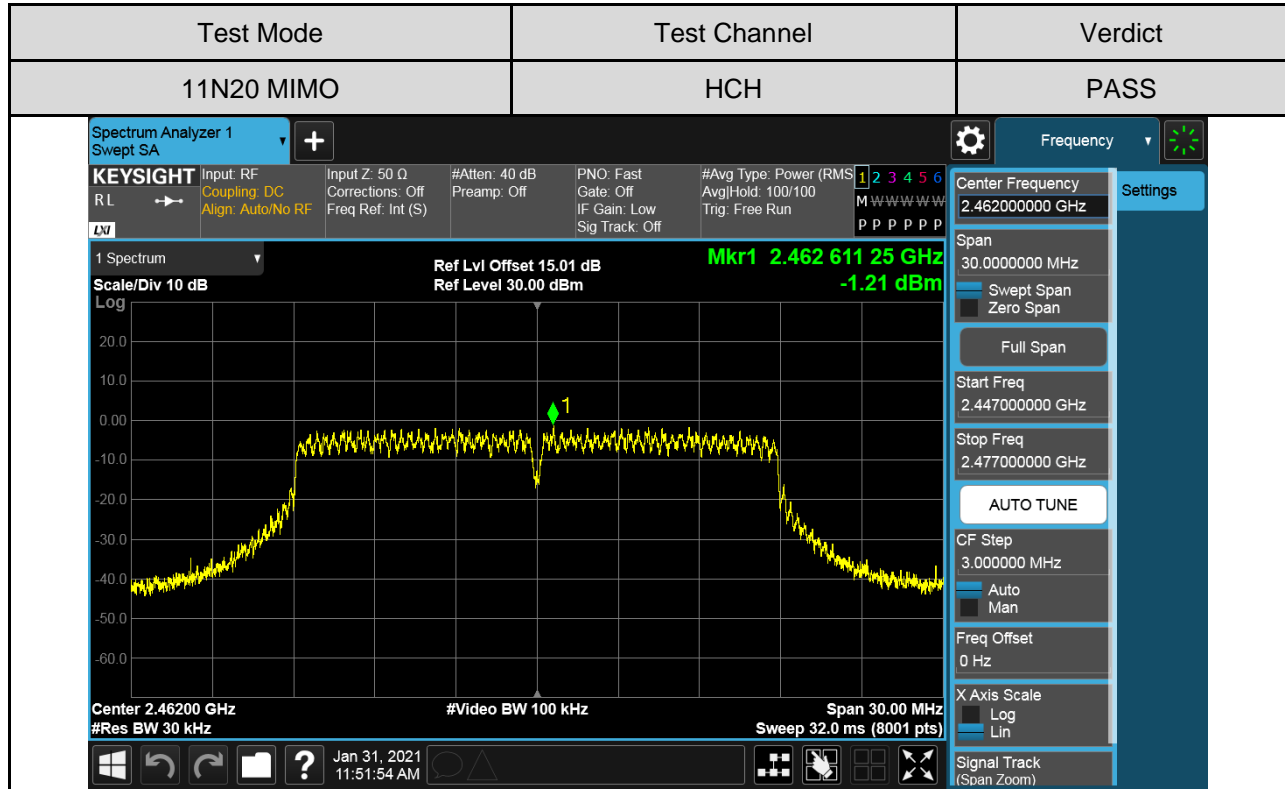 Test Mode Test Channel Verdict
11N20 MIMO HCH PASS
Spectrum Analyzer 1
Swept SA
+
Frequency
KEYSIGHT
R L
LXI
Input: RF
Coupling: DC
Align: Auto/No RF
Input Z: 50 Ω
Corrections: Off
Freq Ref: Int (S)
#Atten: 40 dB
Preamp: Off
PNO: Fast
Gate: Off
IF Gain: Low
Sig Track: Off
#Avg Type: Power (RMS
Avg|Hold: 100/100
Trig: Free Run
1 2 3 4 5 6
M W W W W W
P P P P P P
1 Spectrum
Scale/Div 10 dB
Ref Lvl Offset 15.01 dB
Ref Level 30.00 dBm
Mkr1 2.462 611 25 GHz
-1.21 dBm
Log
20.0
10.0
0.00
-10.0
-20.0
-30.0
-40.0
-50.0
-60.0
1
Center 2.46200 GHz
#Res BW 30 kHz
#Video BW 100 kHz
Span 30.00 MHz
Sweep 32.0 ms (8001 pts)
Center Frequency
2.462000000 GHz
Settings
Span
30.0000000 MHz
Swept Span
Zero Span
Full Span
Start Freq
2.447000000 GHz
Stop Freq
2.477000000 GHz
AUTO TUNE
CF Step
3.000000 MHz
Auto
Man
Freq Offset
0 Hz
X Axis Scale
Log
Lin
Signal Track
(Span Zoom)
?
Jan 31, 2021
11:51:54 AM